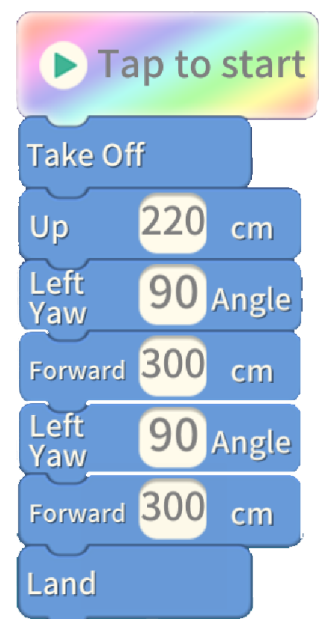 Tap to start
Take Off
Up 220 cm
Left
Yaw 90 Angle
Forward 300 cm
Left
Yaw 90 Angle
Forward 300 cm
Land